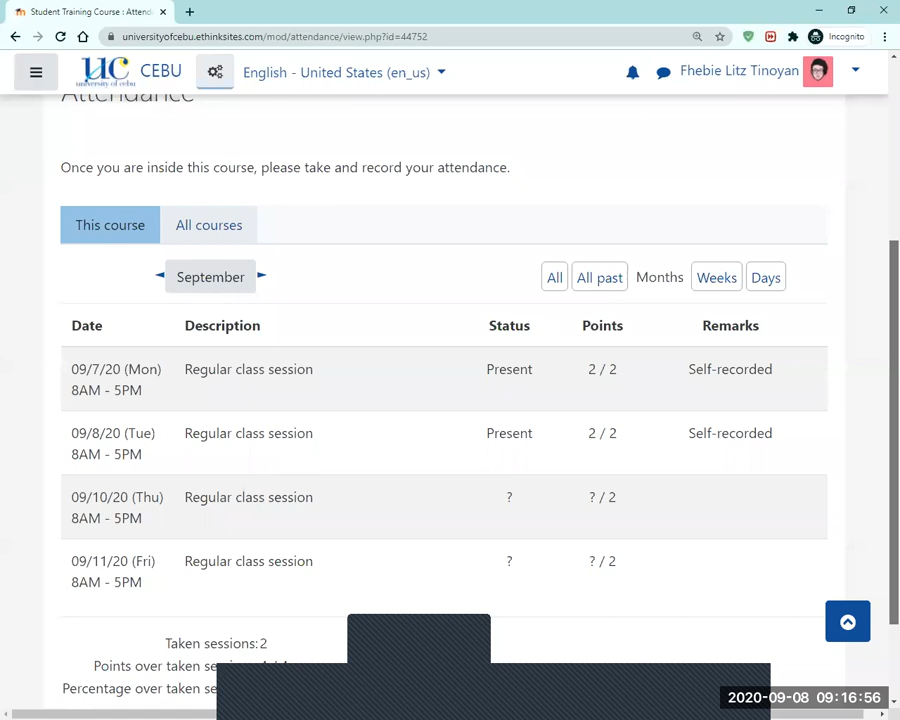 Student Training Course : Attend
universityofcebu.ethinksites.com/mod/attendance/view.php?id=44752
Incognito
UC
university of cebu
CEBU
English - United States (en_us)
Fhebie Litz Tinoyan
Attendance
Once you are inside this course, please take and record your attendance.
This course
All courses
September
All
All past
Months
Weeks
Days
Date Description Status Points Remarks
09/7/20 (Mon) Regular class session Present 2 / 2 Self-recorded
8AM - 5PM
09/8/20 (Tue) Regular class session Present 2 / 2 Self-recorded
8AM - 5PM
09/10/20 (Thu) Regular class session ? ? / 2
8AM - 5PM
09/11/20 (Fri) Regular class session ? ? / 2
8AM - 5PM
Taken sessions: 2
Points over taken se
Percentage over taken se
2020-09-08 09:16:56